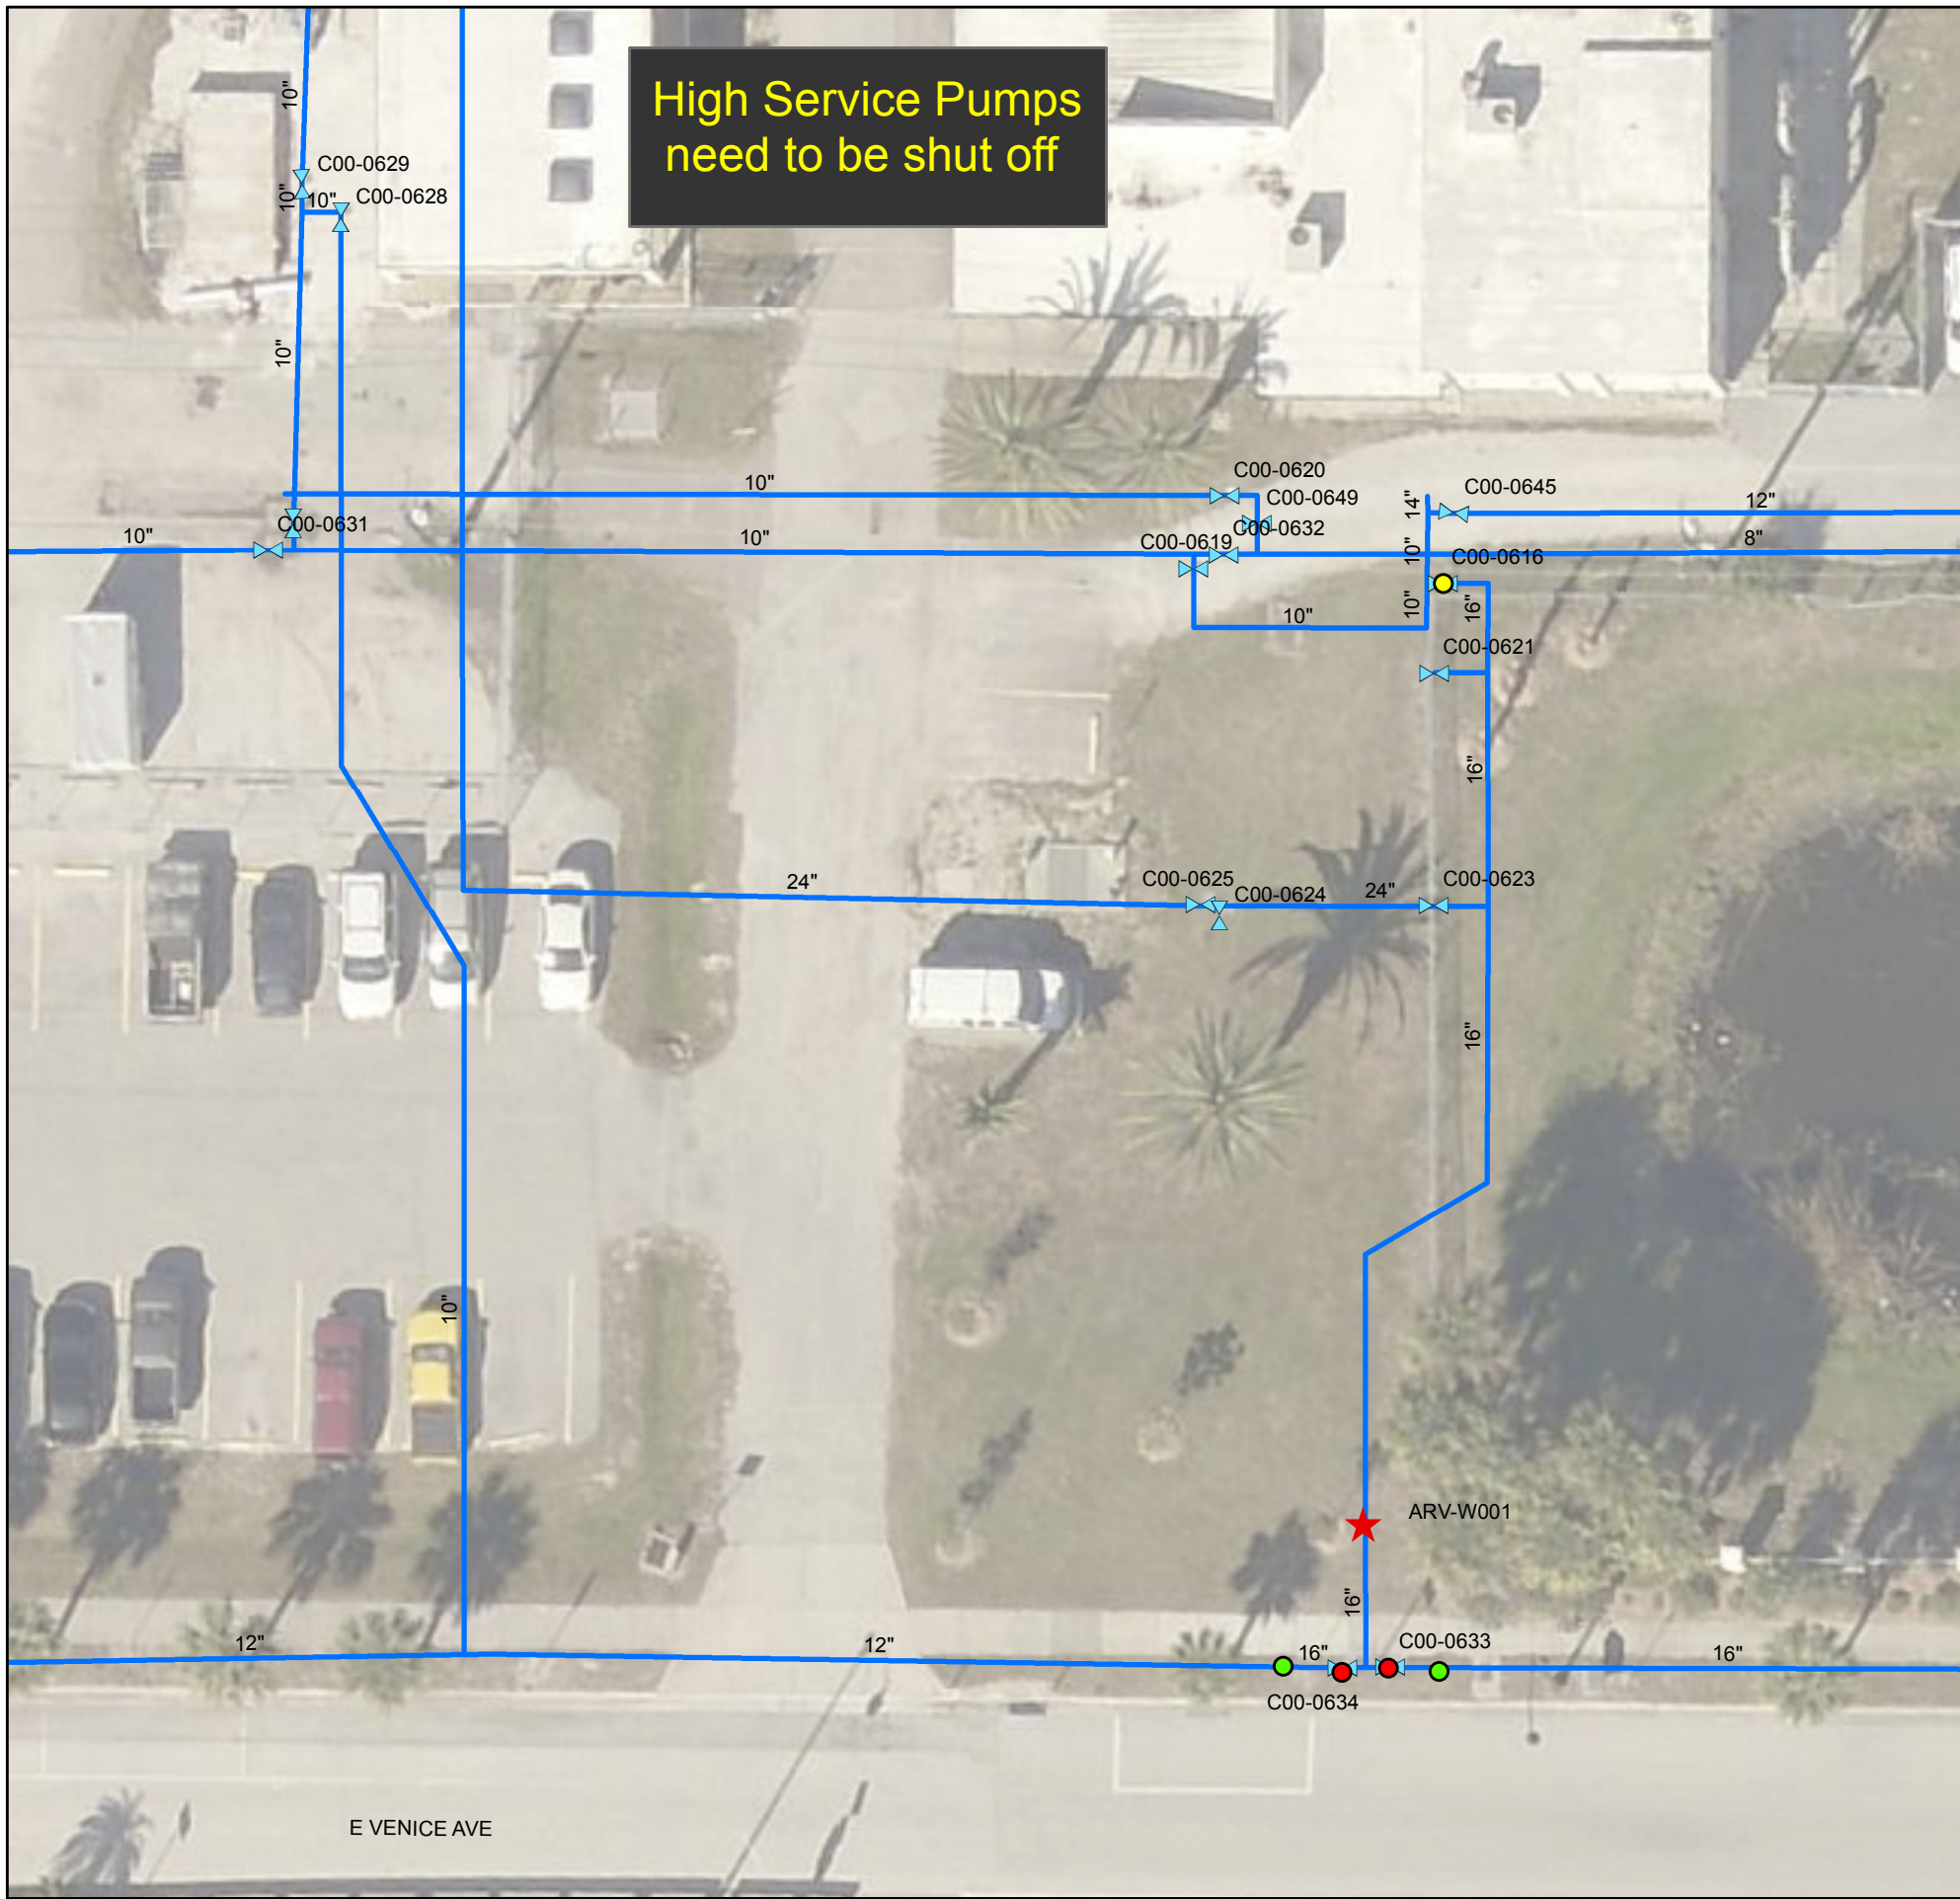 High Service Pumps
need to be shut off
10"
C00-0629
10"
10"
C00-0628
10"
10"
C00-0620
C00-0649
14"
C00-0645
12"
10"
C00-0631
10"
C00-0619
C00-0632
10"
8"
C00-0616
10"
10"
16"
C00-0621
16"
24"
C00-0625
C00-0624
24"
C00-0623
16"
10"
ARV-W001
16"
12"
12"
16"
C00-0633
16"
C00-0634
E VENICE AVE